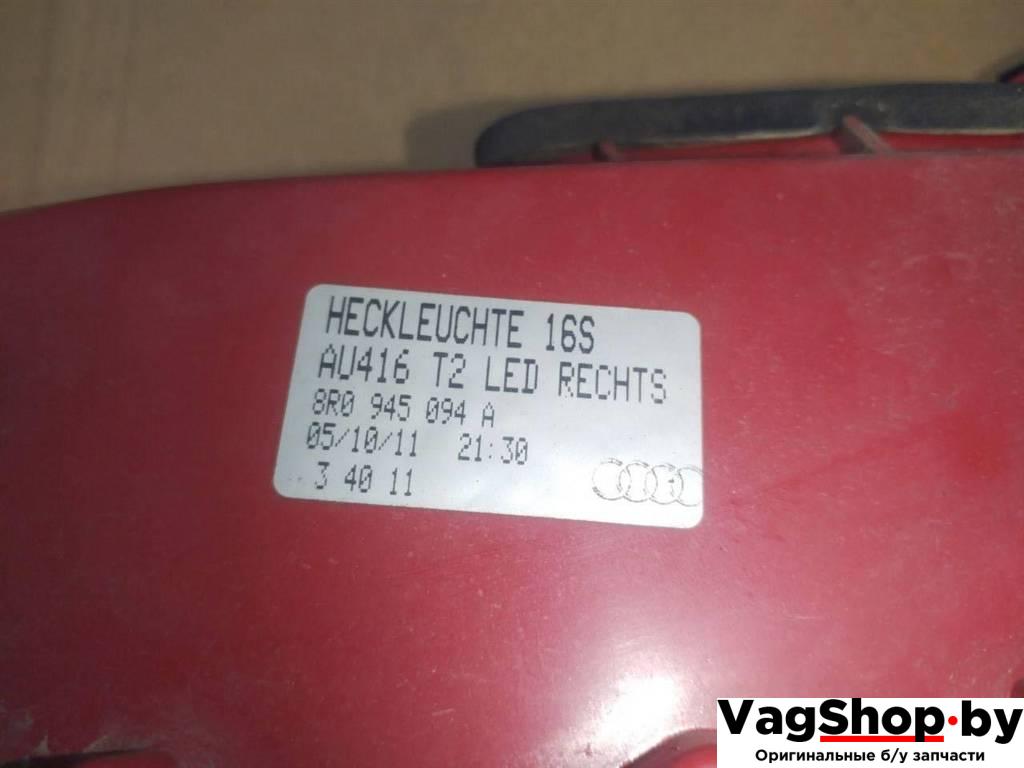 HECKLEUCHTE 16S
AU416 T2 LED RECHTS
8R0 945 094 A
05/10/11 21:30
3 40 11
VagShop.by
Оригинальные б/у запчасти